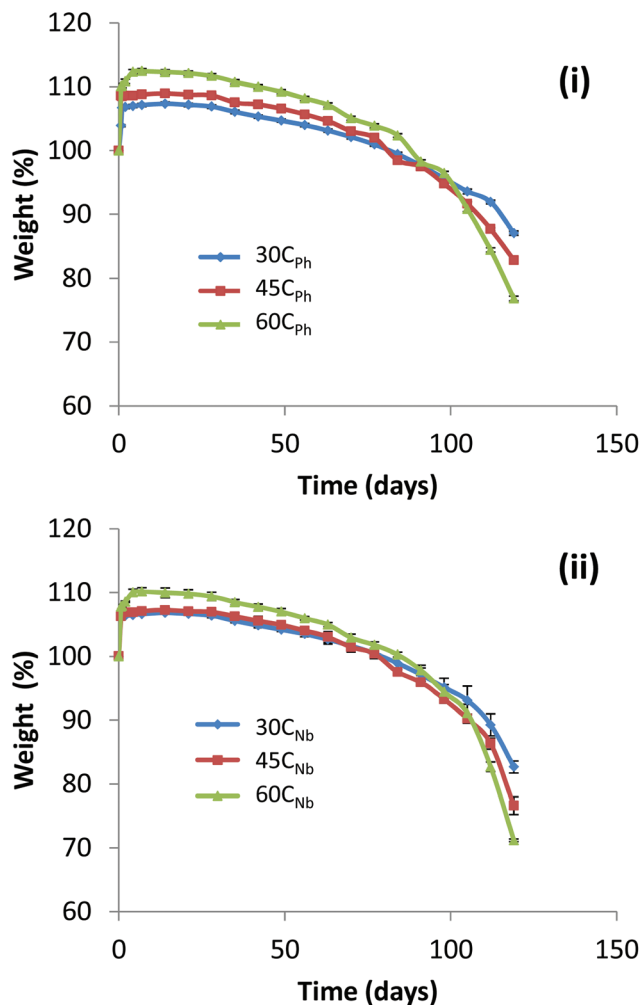 120
(i)
110
100
Weight (%)
90
30C_Ph
80
45C_Ph
60C_Ph
70
60
0
50
100
150
Time (days)
120
(ii)
110
100
Weight (%)
90
30C_Nb
80
45C_Nb
60C_Nb
70
60
0
50
100
150
Time (days)